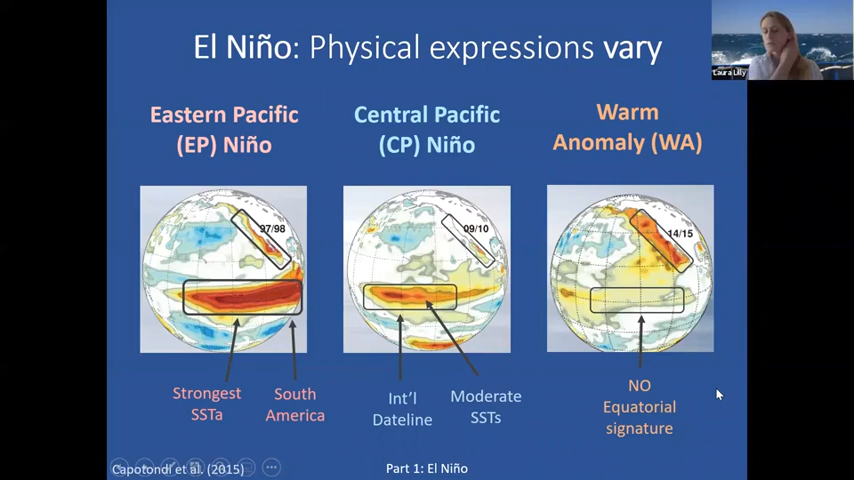 El Niño: Physical expressions vary
Laura Lilly
Eastern Pacific
(EP) Niño
Central Pacific
(CP) Niño
Warm
Anomaly (WA)
97/98
09/10
14/15
Strongest
SSTa
South
America
Int'l
Dateline
Moderate
SSTs
NO
Equatorial
signature
Capotondi et al. (2015)
Part 1: El Niño